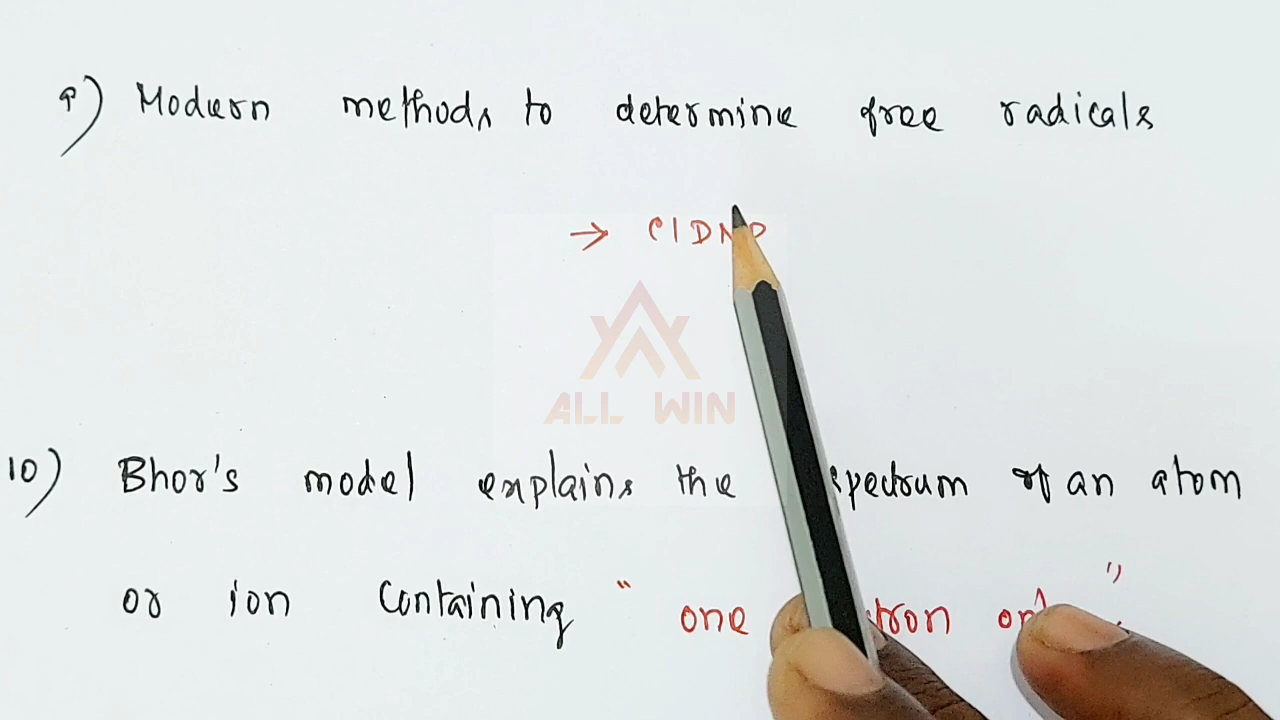 9) Modern methods to determine free radicals
→ CIDNP
ALL WIN
10) Bhor's model explains the spectrum of an atom
or ion containing " one only "